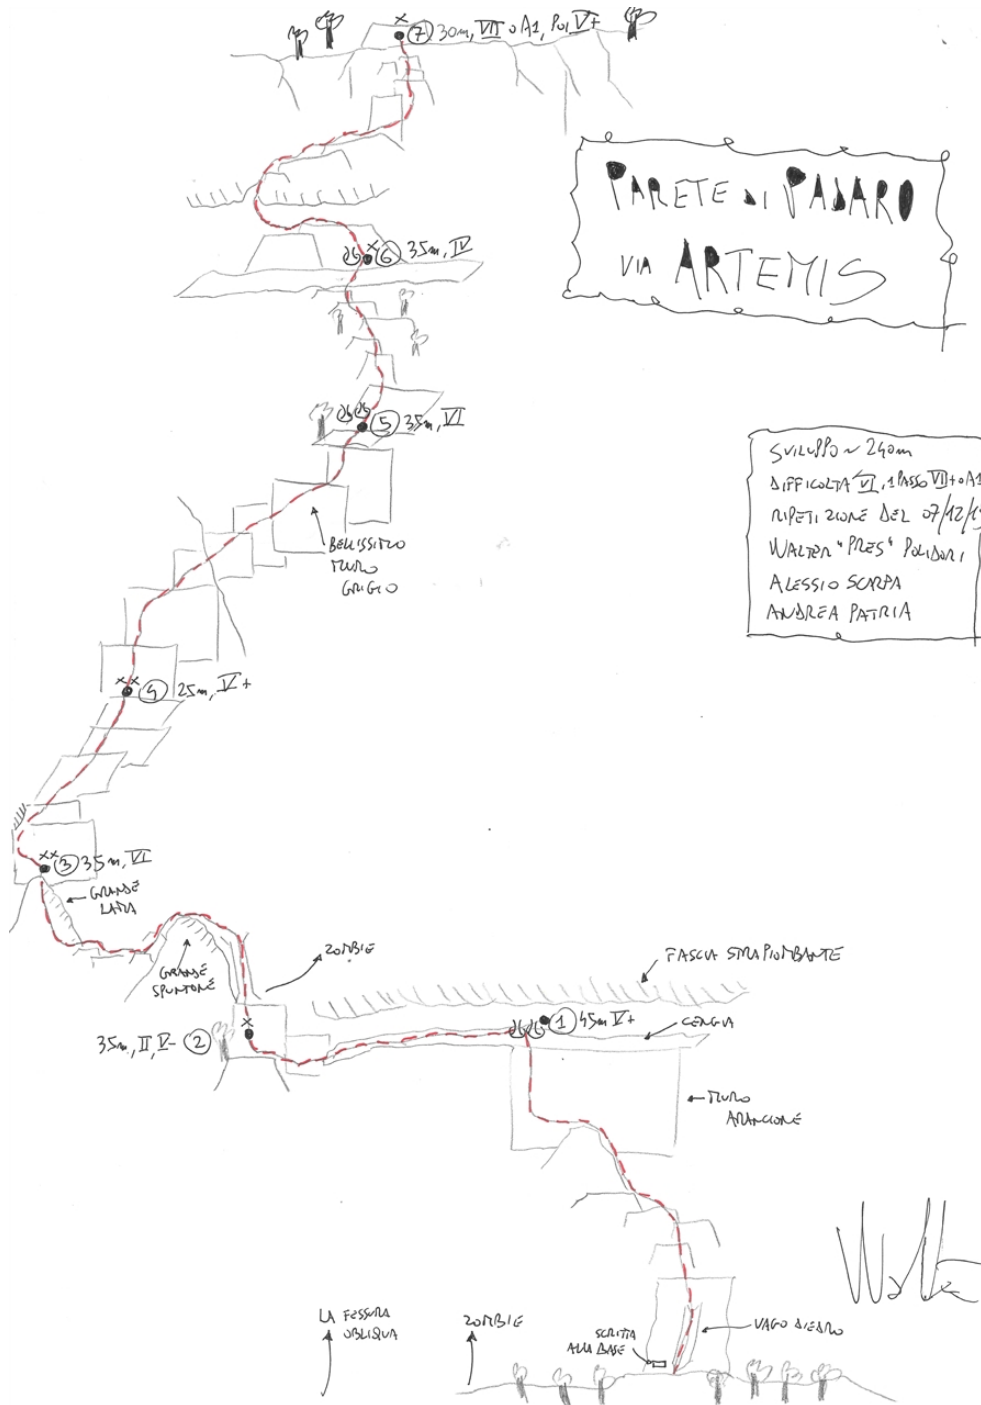 7 30m, VII o A1, poi V+
PARETE DI PADARO
VIA ARTEMIS
6 35m, IV
5 35m, VI
SVILUPPO ~ 240m
DIFFICOLTÀ VI, 1 PASSO VII+ o A1
RIPETIZIONE DEL 07/12/1
WALTER "PRES" POLIDORI
ALESSIO SCARPA
ANDREA PATRIA
BELLISSIMO
MURO
GRIGIO
4 25m, V+
3 35m, VI
GRANDE
LAMA
GRANDE
SPUNTONE
ZOMBIE
FASCIA STRAPIOMBANTE
1 45m V+
CENGIA
35m, II, V- 2
MURO
ARANCIONE
LA FESSURA
OBLIQUA
ZOMBIE
SCRITTA
ALLA BASE
VAGO DIEDRO